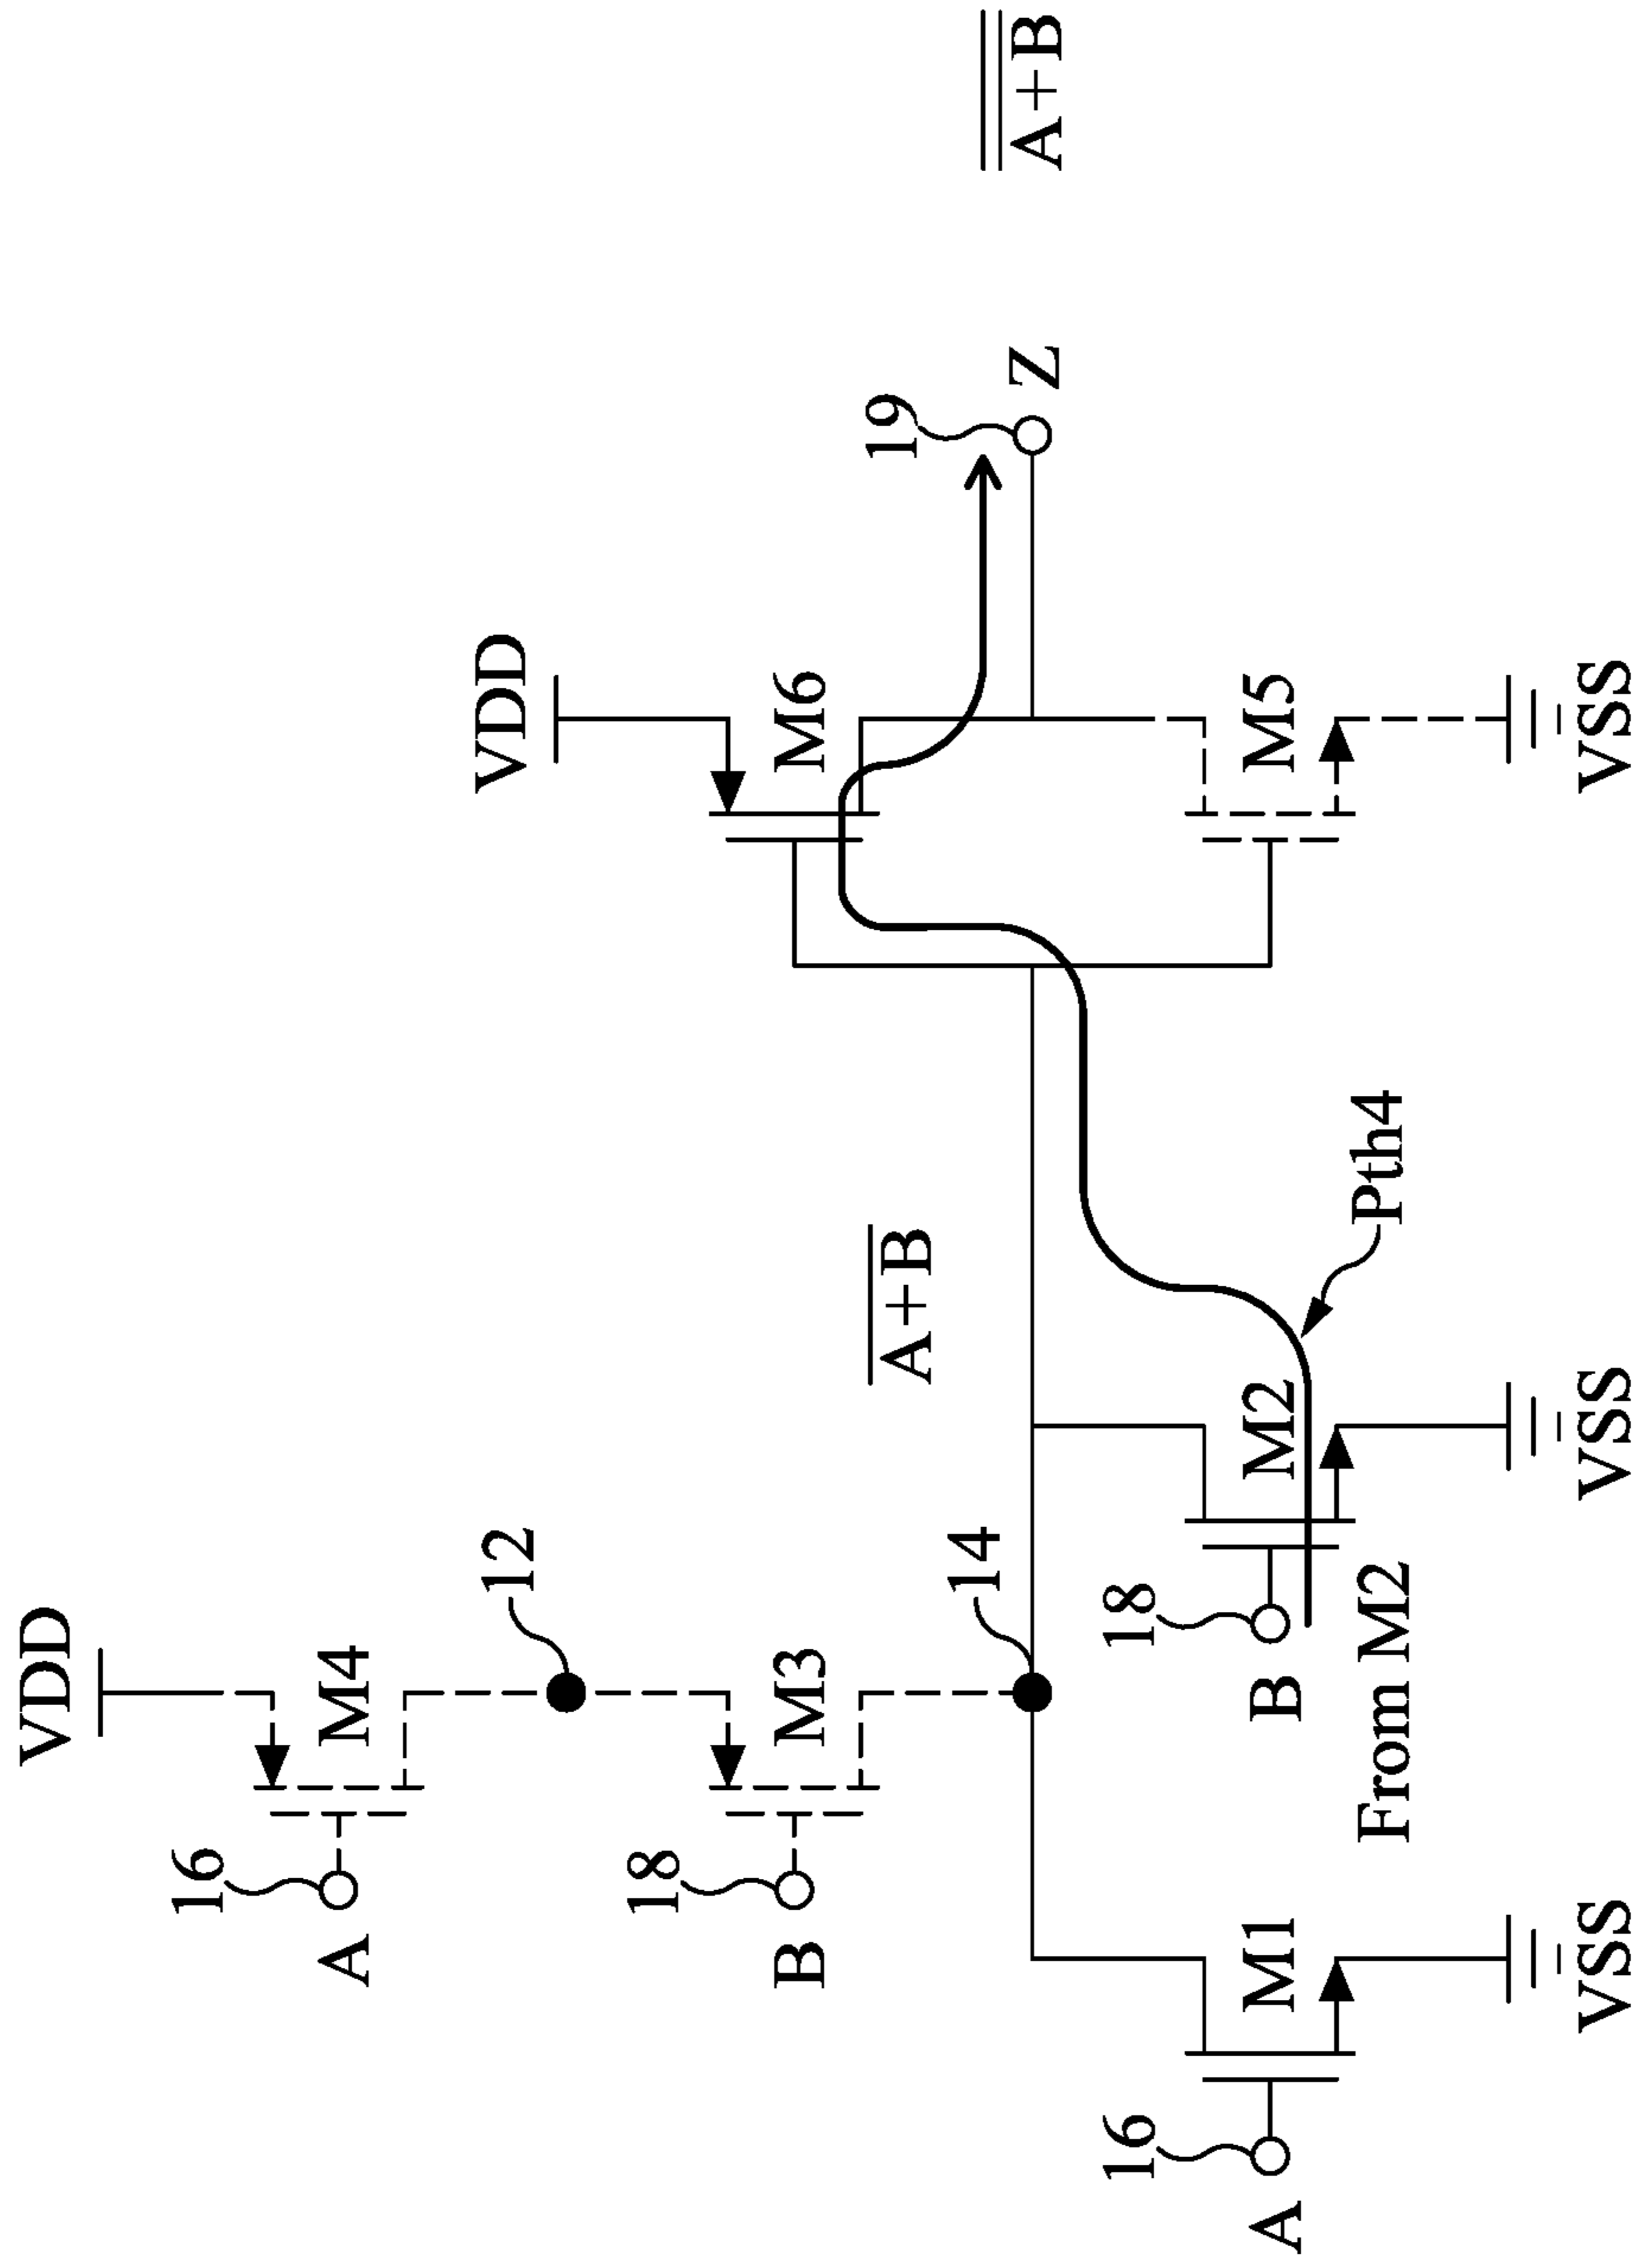 VDD
16
A
M4
12
18
B
M3
14
A+B
VDD
M6
19
Z
A+B
16
A
M1
VSS
18
B
M2
From M2
VSS
Pth4
M5
VSS